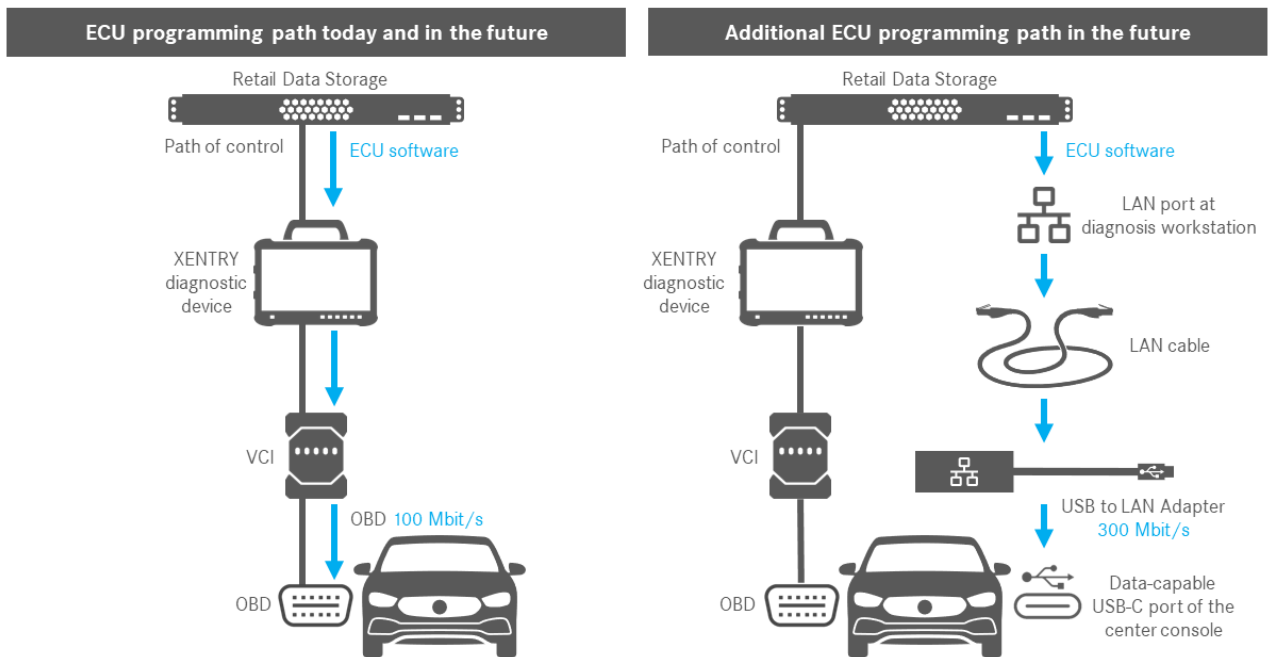 ECU programming path today and in the future
Retail Data Storage
Path of control
ECU software
XENTRY
diagnostic
device
VCI
OBD 100 Mbit/s
OBD
Additional ECU programming path in the future
Retail Data Storage
Path of control
ECU software
LAN port at
diagnosis workstation
XENTRY
diagnostic
device
LAN cable
VCI
USB to LAN Adapter
300 Mbit/s
OBD
Data-capable
USB-C port of the
center console